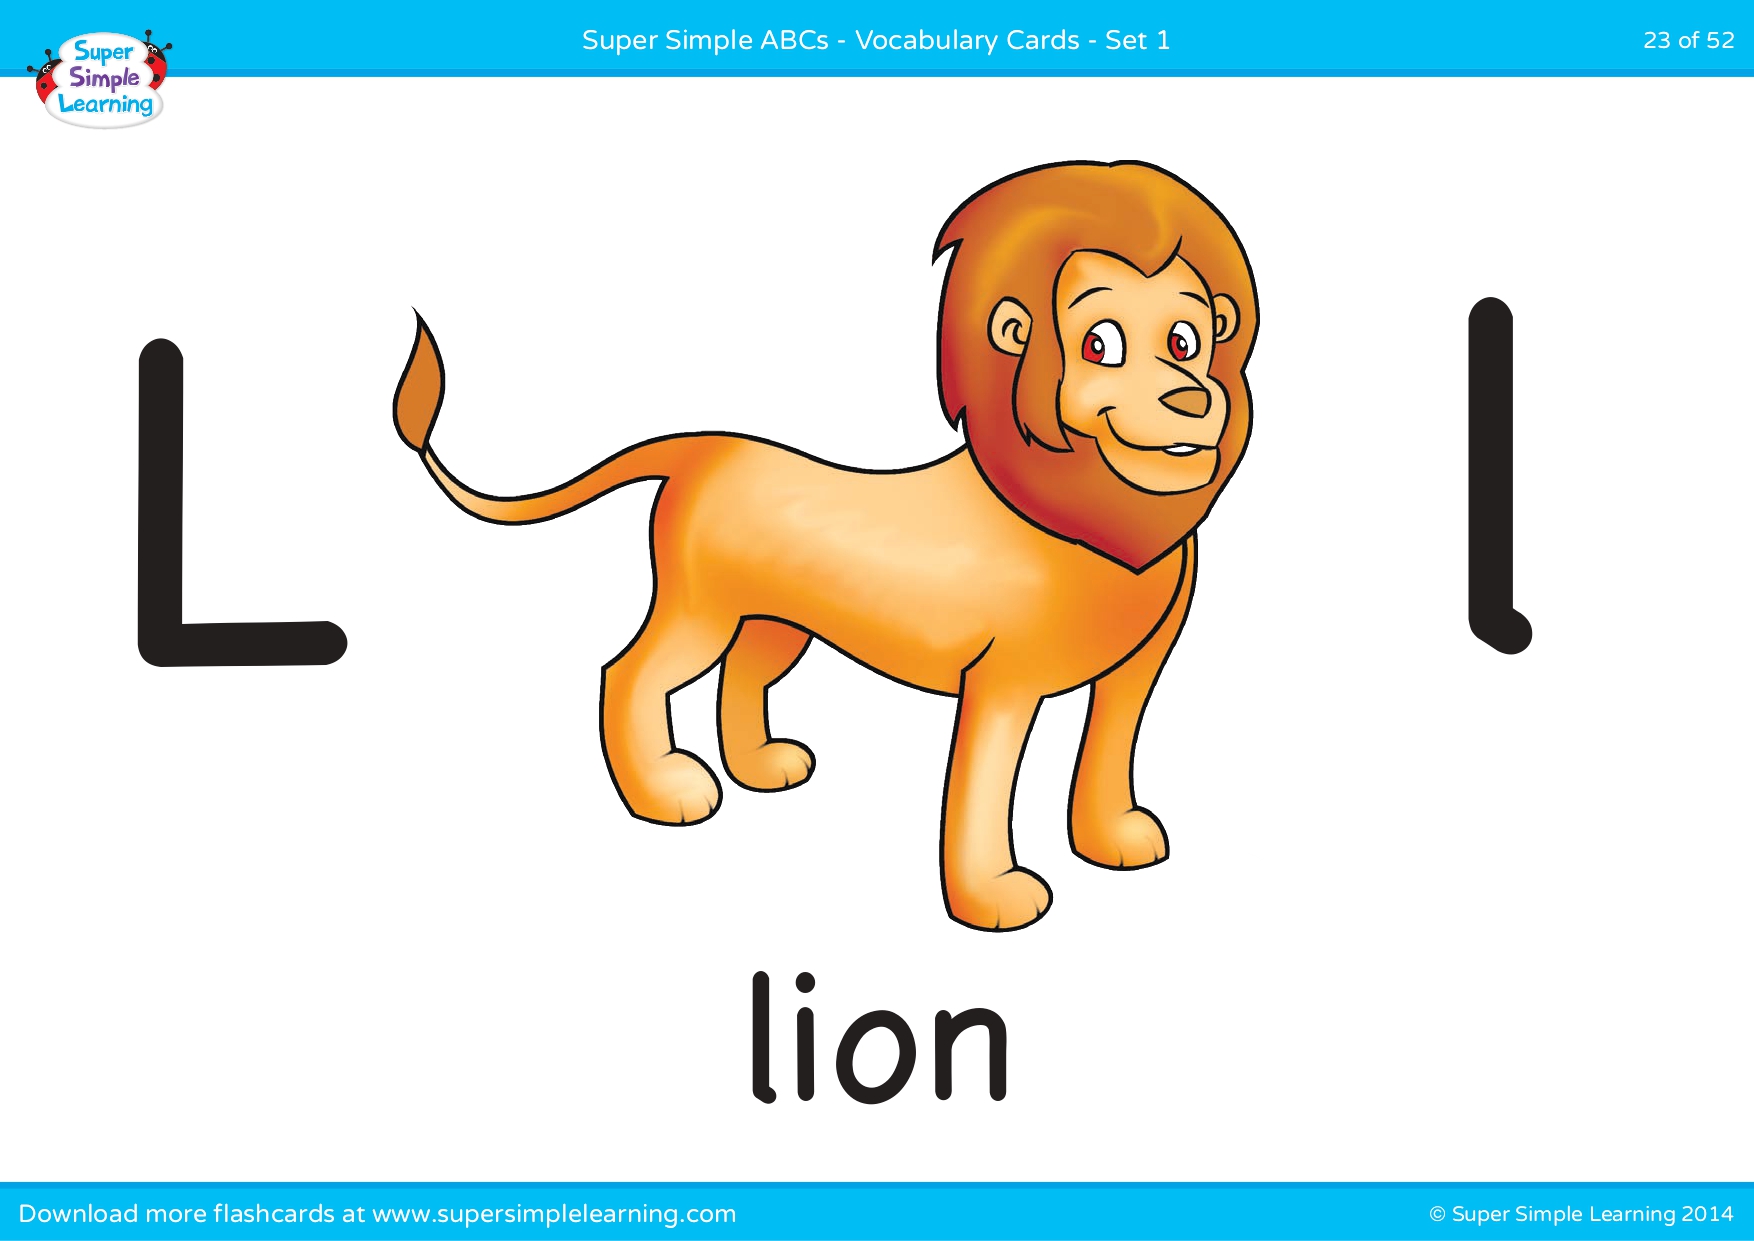 Super Simple ABCs - Vocabulary Cards - Set 1
23 of 52
Super
Simple
Learning
L
l
lion
Download more flashcards at www.supersimplelearning.com
© Super Simple Learning 2014